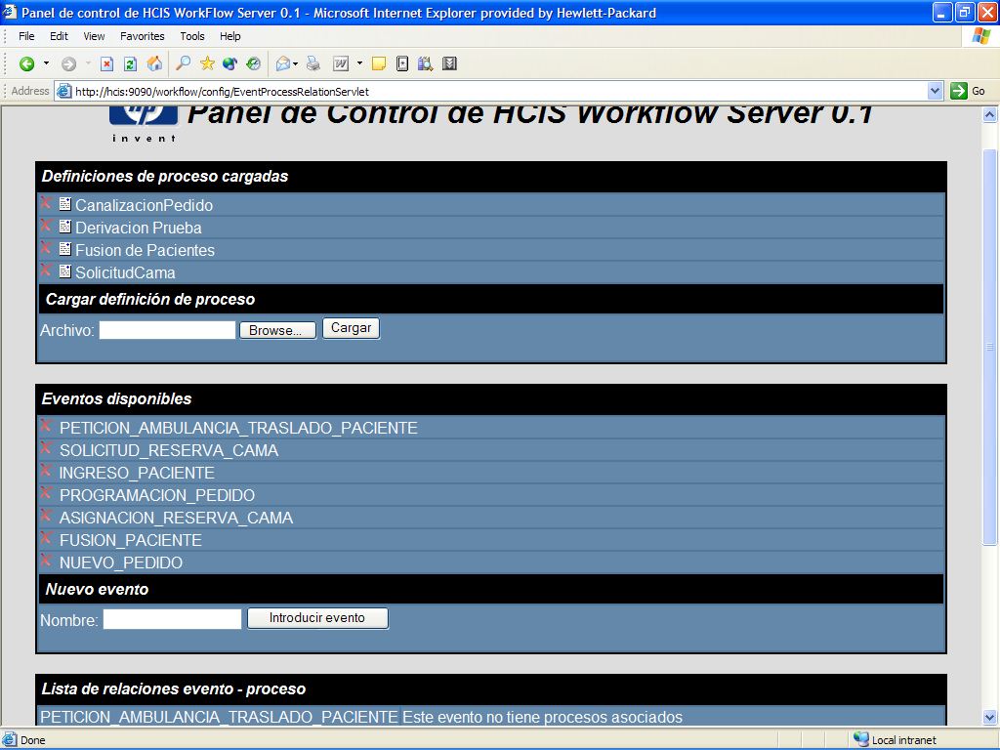 Panel de control de HCIS WorkFlow Server 0.1 - Microsoft Internet Explorer provided by Hewlett-Packard
File Edit View Favorites Tools Help
Address http://hcis:9090/workflow/config/EventProcessRelationServlet Go
hp Panel de Control de HCIS Workflow Server 0.1
invent
Definiciones de proceso cargadas
CanalizacionPedido
Derivacion Prueba
Fusion de Pacientes
SolicitudCama
Cargar definición de proceso
Archivo: Browse... Cargar
Eventos disponibles
PETICION_AMBULANCIA_TRASLADO_PACIENTE
SOLICITUD_RESERVA_CAMA
INGRESO_PACIENTE
PROGRAMACION_PEDIDO
ASIGNACION_RESERVA_CAMA
FUSION_PACIENTE
NUEVO_PEDIDO
Nuevo evento
Nombre: Introducir evento
Lista de relaciones evento - proceso
PETICION_AMBULANCIA_TRASLADO_PACIENTE Este evento no tiene procesos asociados
Done Local intranet